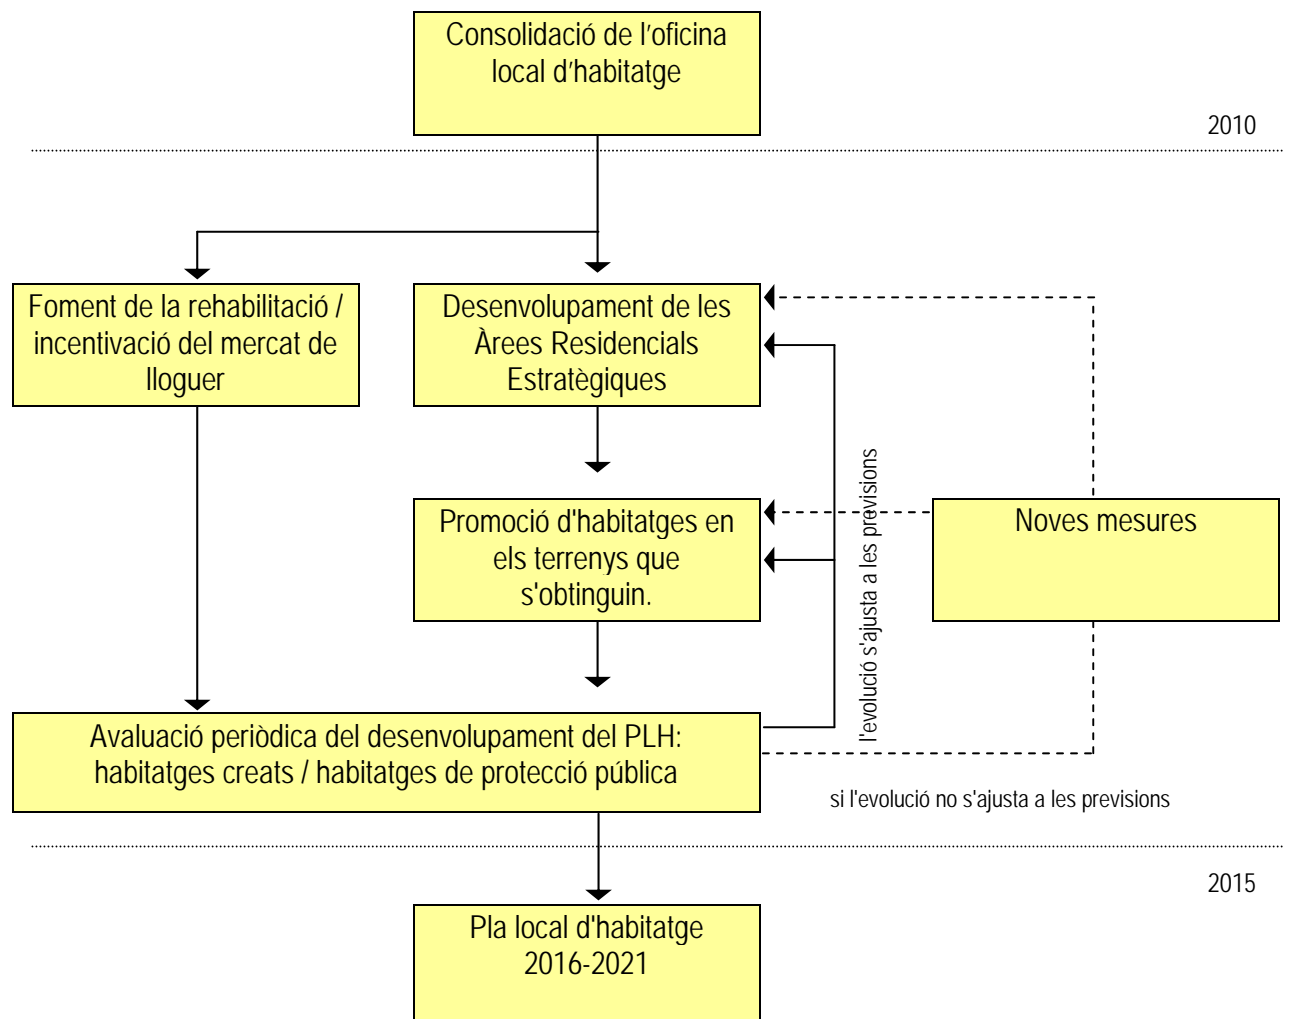 Consolidació de l'oficina
local d'habitatge
2010
Foment de la rehabilitació /
incentivació del mercat de
lloguer
Desenvolupament de les
Àrees Residencials
Estratègiques
Promoció d'habitatges en
els terrenys que
s'obtinguin.
l'evolució s'ajusta a les previsions
Noves mesures
Avaluació periòdica del desenvolupament del PLH:
habitatges creats / habitatges de protecció pública
si l'evolució no s'ajusta a les previsions
2015
Pla local d'habitatge
2016-2021